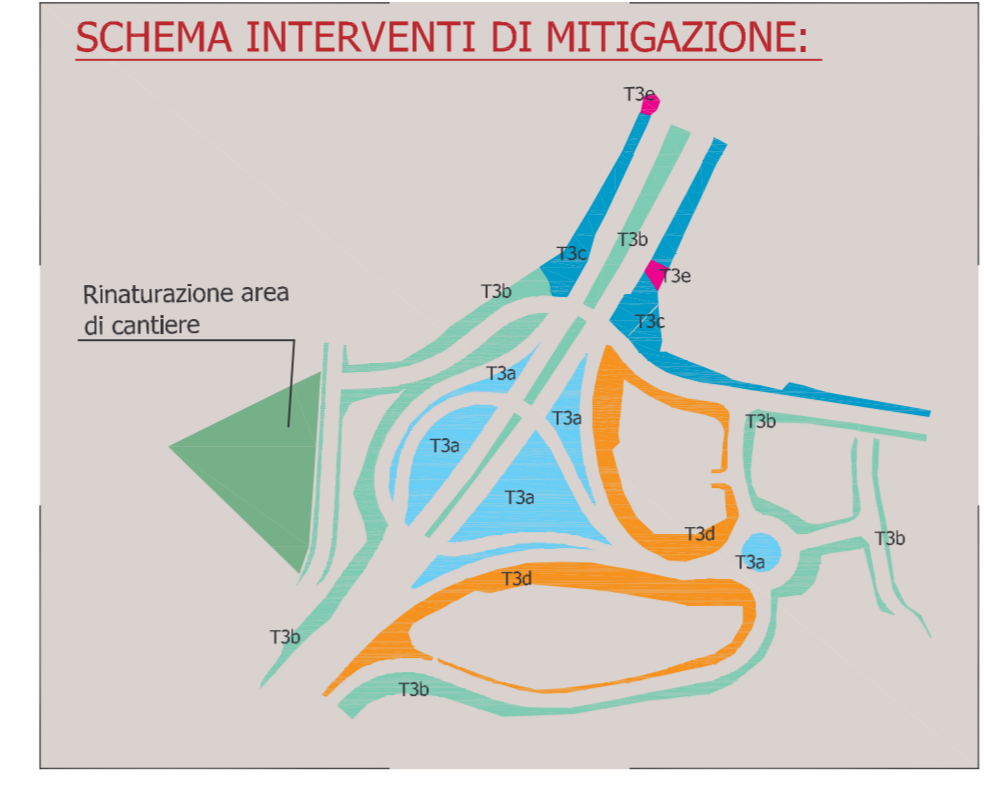 SCHEMA INTERVENTI DI MITIGAZIONE:
T3e
T3b
T3c
T3e
T3b
Rinaturazione area
di cantiere
T3c
T3a
T3a
T3b
T3a
T3a
T3d
T3b
T3a
T3d
T3b
T3b